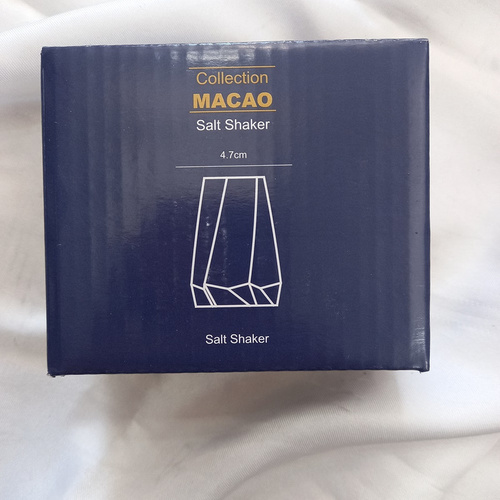 Collection
MACAO
Salt Shaker
4.7cm
Salt Shaker